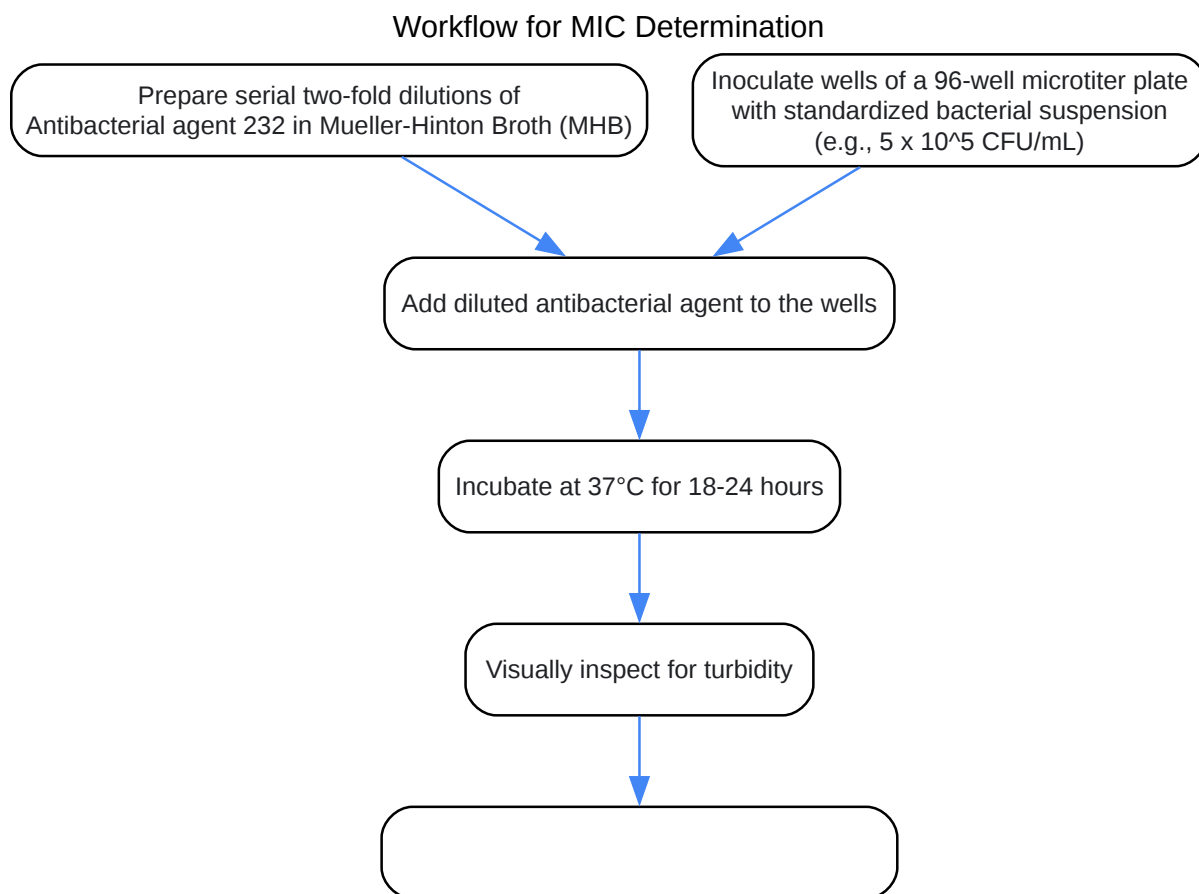 Workflow for MIC Determination
Prepare serial two-fold dilutions of
Antibacterial agent 232 in Mueller-Hinton Broth (MHB)
Inoculate wells of a 96-well microtiter plate
with standardized bacterial suspension
(e.g., 5 x 10^5 CFU/mL)
Add diluted antibacterial agent to the wells
Incubate at 37°C for 18-24 hours
Visually inspect for turbidity